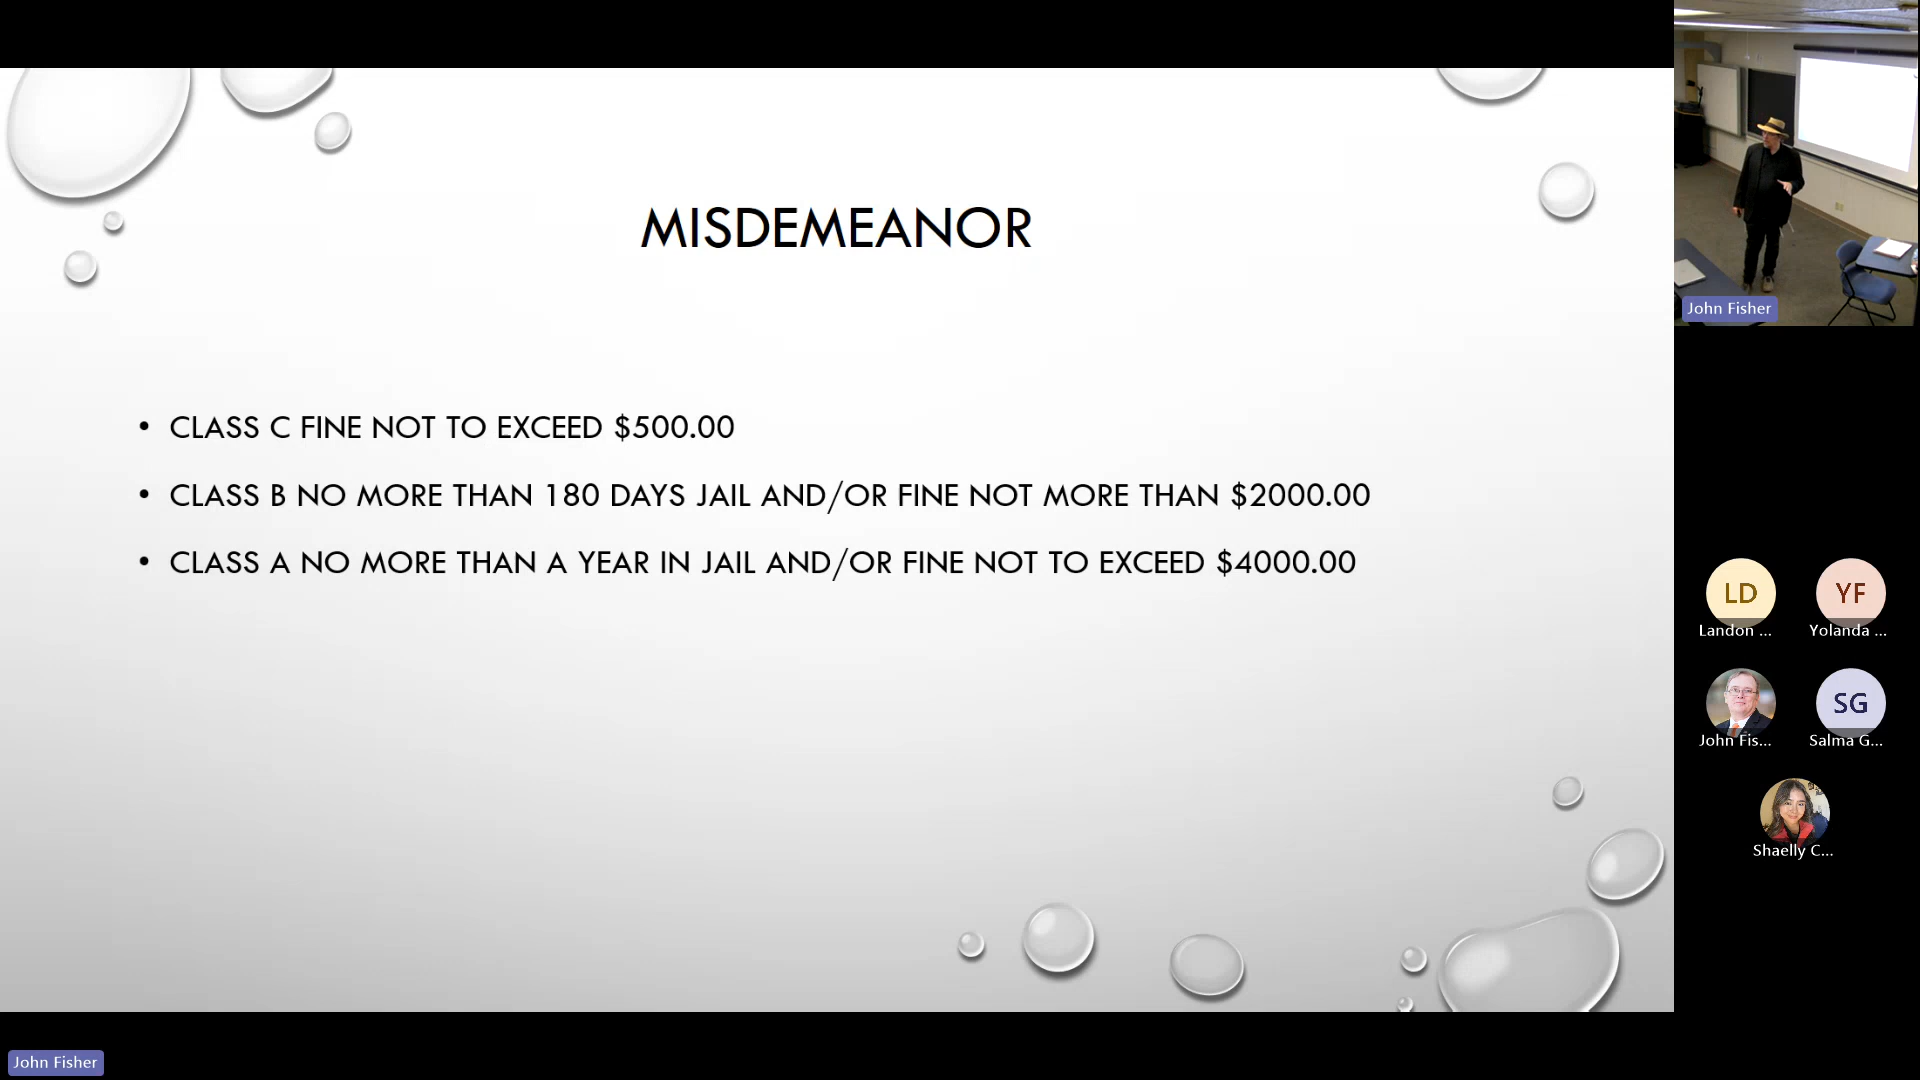 MISDEMEANOR
• CLASS C FINE NOT TO EXCEED $500.00
• CLASS B NO MORE THAN 180 DAYS JAIL AND/OR FINE NOT MORE THAN $2000.00
• CLASS A NO MORE THAN A YEAR IN JAIL AND/OR FINE NOT TO EXCEED $4000.00
John Fisher
LD
YF
Landon ...
Yolanda ...
SG
John Fis...
Salma G...
Shaelly C...
John Fisher